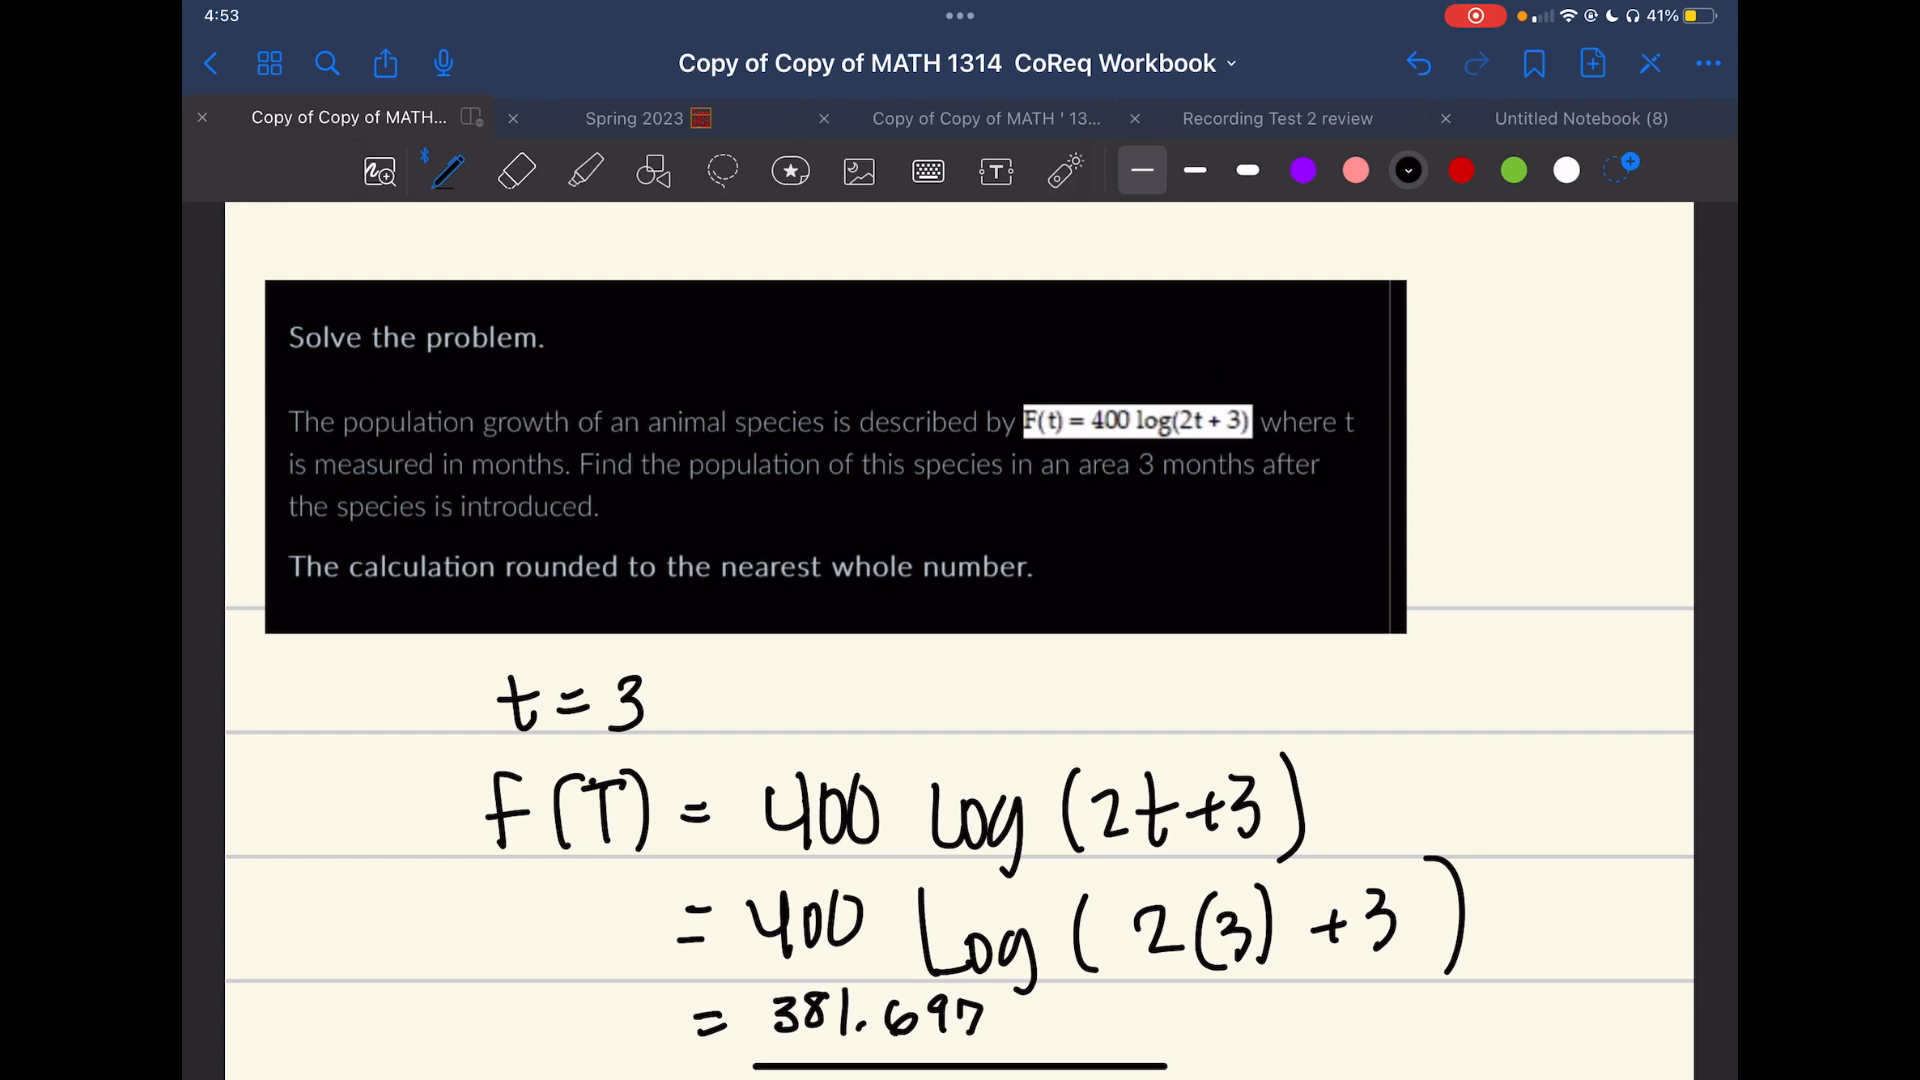 4:53
41%
Copy of Copy of MATH 1314 CoReq Workbook
Copy of Copy of MATH...
Spring 2023
Copy of Copy of MATH ' 13...
Recording Test 2 review
Untitled Notebook (8)
T
Solve the problem.
The population growth of an animal species is described by F(t) = 400 log(2t + 3) where t
is measured in months. Find the population of this species in an area 3 months after
the species is introduced.
The calculation rounded to the nearest whole number.
t = 3
F(T) = 400 log (2t+3)
= 400 Log ( 2(3) +3 )
= 381.697